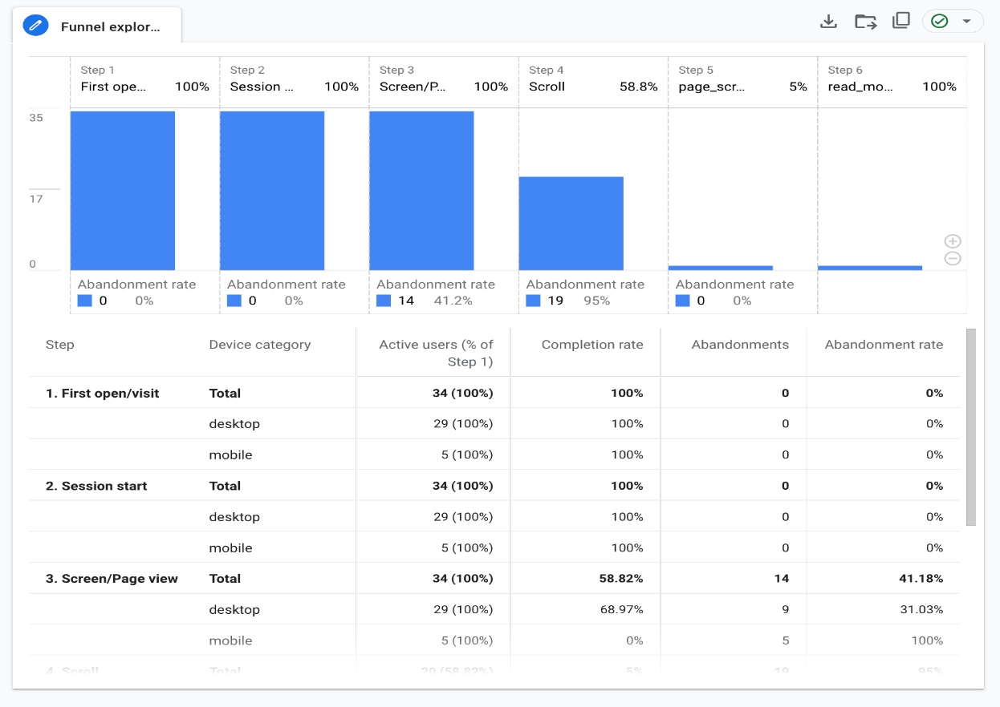 Funnel explor...
Step 1 Step 2 Step 3 Step 4 Step 5 Step 6
First ope... 100% Session ... 100% Screen/P... 100% Scroll 58.8% page_scr... 5% read_mo... 100%
35
17
0
Abandonment rate Abandonment rate Abandonment rate Abandonment rate Abandonment rate
0 0% 0 0% 14 41.2% 19 95% 0 0%
Step Device category Active users (% of Step 1) Completion rate Abandonments Abandonment rate
1. First open/visit Total 34 (100%) 100% 0 0%
desktop 29 (100%) 100% 0 0%
mobile 5 (100%) 100% 0 0%
2. Session start Total 34 (100%) 100% 0 0%
desktop 29 (100%) 100% 0 0%
mobile 5 (100%) 100% 0 0%
3. Screen/Page view Total 34 (100%) 58.82% 14 41.18%
desktop 29 (100%) 68.97% 9 31.03%
mobile 5 (100%) 0% 5 100%
4. Scroll Total 20 (58.82%) 5% 19 95%